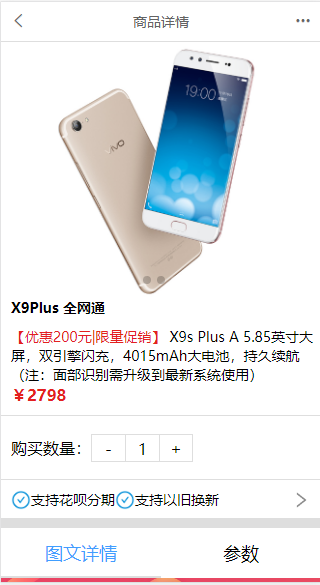 商品详情
19:00
VIVO
X9Plus 全网通
【优惠200元|限量促销】 X9s Plus A 5.85英寸大
屏，双引擎闪充，4015mAh大电池，持久续航
（注：面部识别需升级到最新系统使用）
￥2798
购买数量： - 1 +
支持花呗分期 支持以旧换新
图文详情 参数